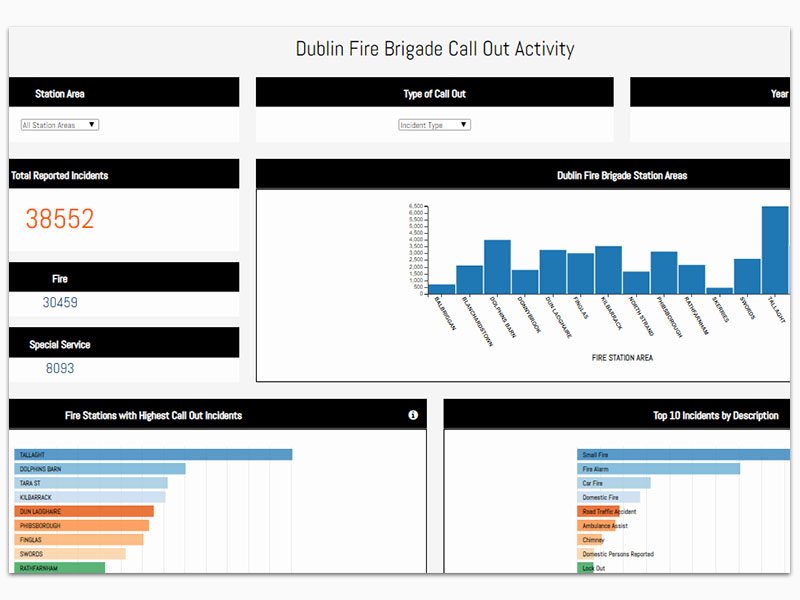 Dublin Fire Brigade Call Out Activity
Station Area
Type of Call Out
Year
All Station Areas ▼
Incident Type ▼
Total Reported Incidents
Dublin Fire Brigade Station Areas
38552
6,500
6,000
5,500
5,000
4,500
4,000
3,500
3,000
2,500
2,000
1,500
1,000
500
0
BALBRIGGAN
BLANCHARDSTOWN
DOLPHINS BARN
DONNYBROOK
DUN LAOGHAIRE
FINGLAS
KILBARRACK
NORTH STRAND
PHIBSBOROUGH
RATHFARNHAM
SKERRIES
SWORDS
TALLAGHT
FIRE STATION AREA
Fire
30459
Special Service
8093
Fire Stations with Highest Call Out Incidents
Top 10 Incidents by Description
TALLAGHT
DOLPHINS BARN
TARA ST
KILBARRACK
DUN LAOGHAIRE
PHIBSBOROUGH
FINGLAS
SWORDS
RATHFARNHAM
Small Fire
Fire Alarm
Car Fire
Domestic Fire
Road Traffic Accident
Ambulance Assist
Chimney
Domestic Persons Reported
Lock Out